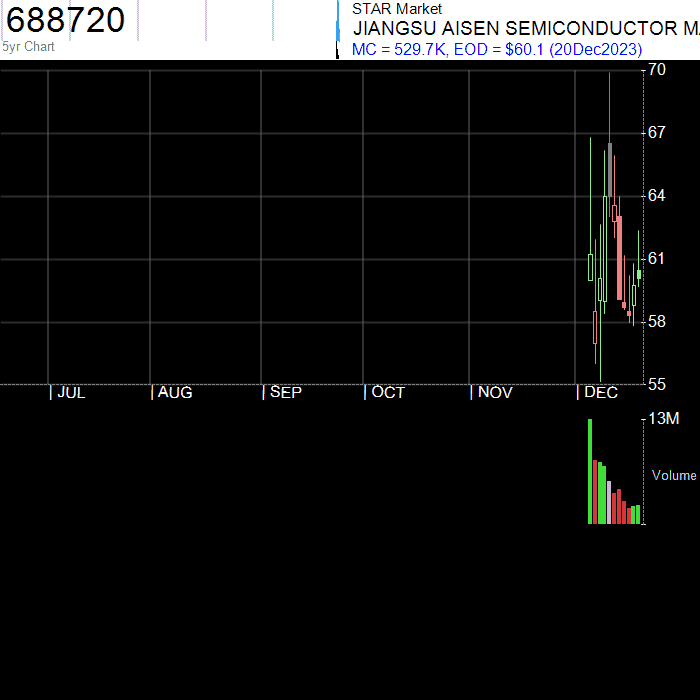 688720
5yr Chart
STAR Market
JIANGSU AISEN SEMICONDUCTOR MA
MC = 529.7K, EOD = $60.1 (20Dec2023)
70
67
64
61
58
55
| JUL | AUG | SEP | OCT | NOV | DEC
13M
Volume